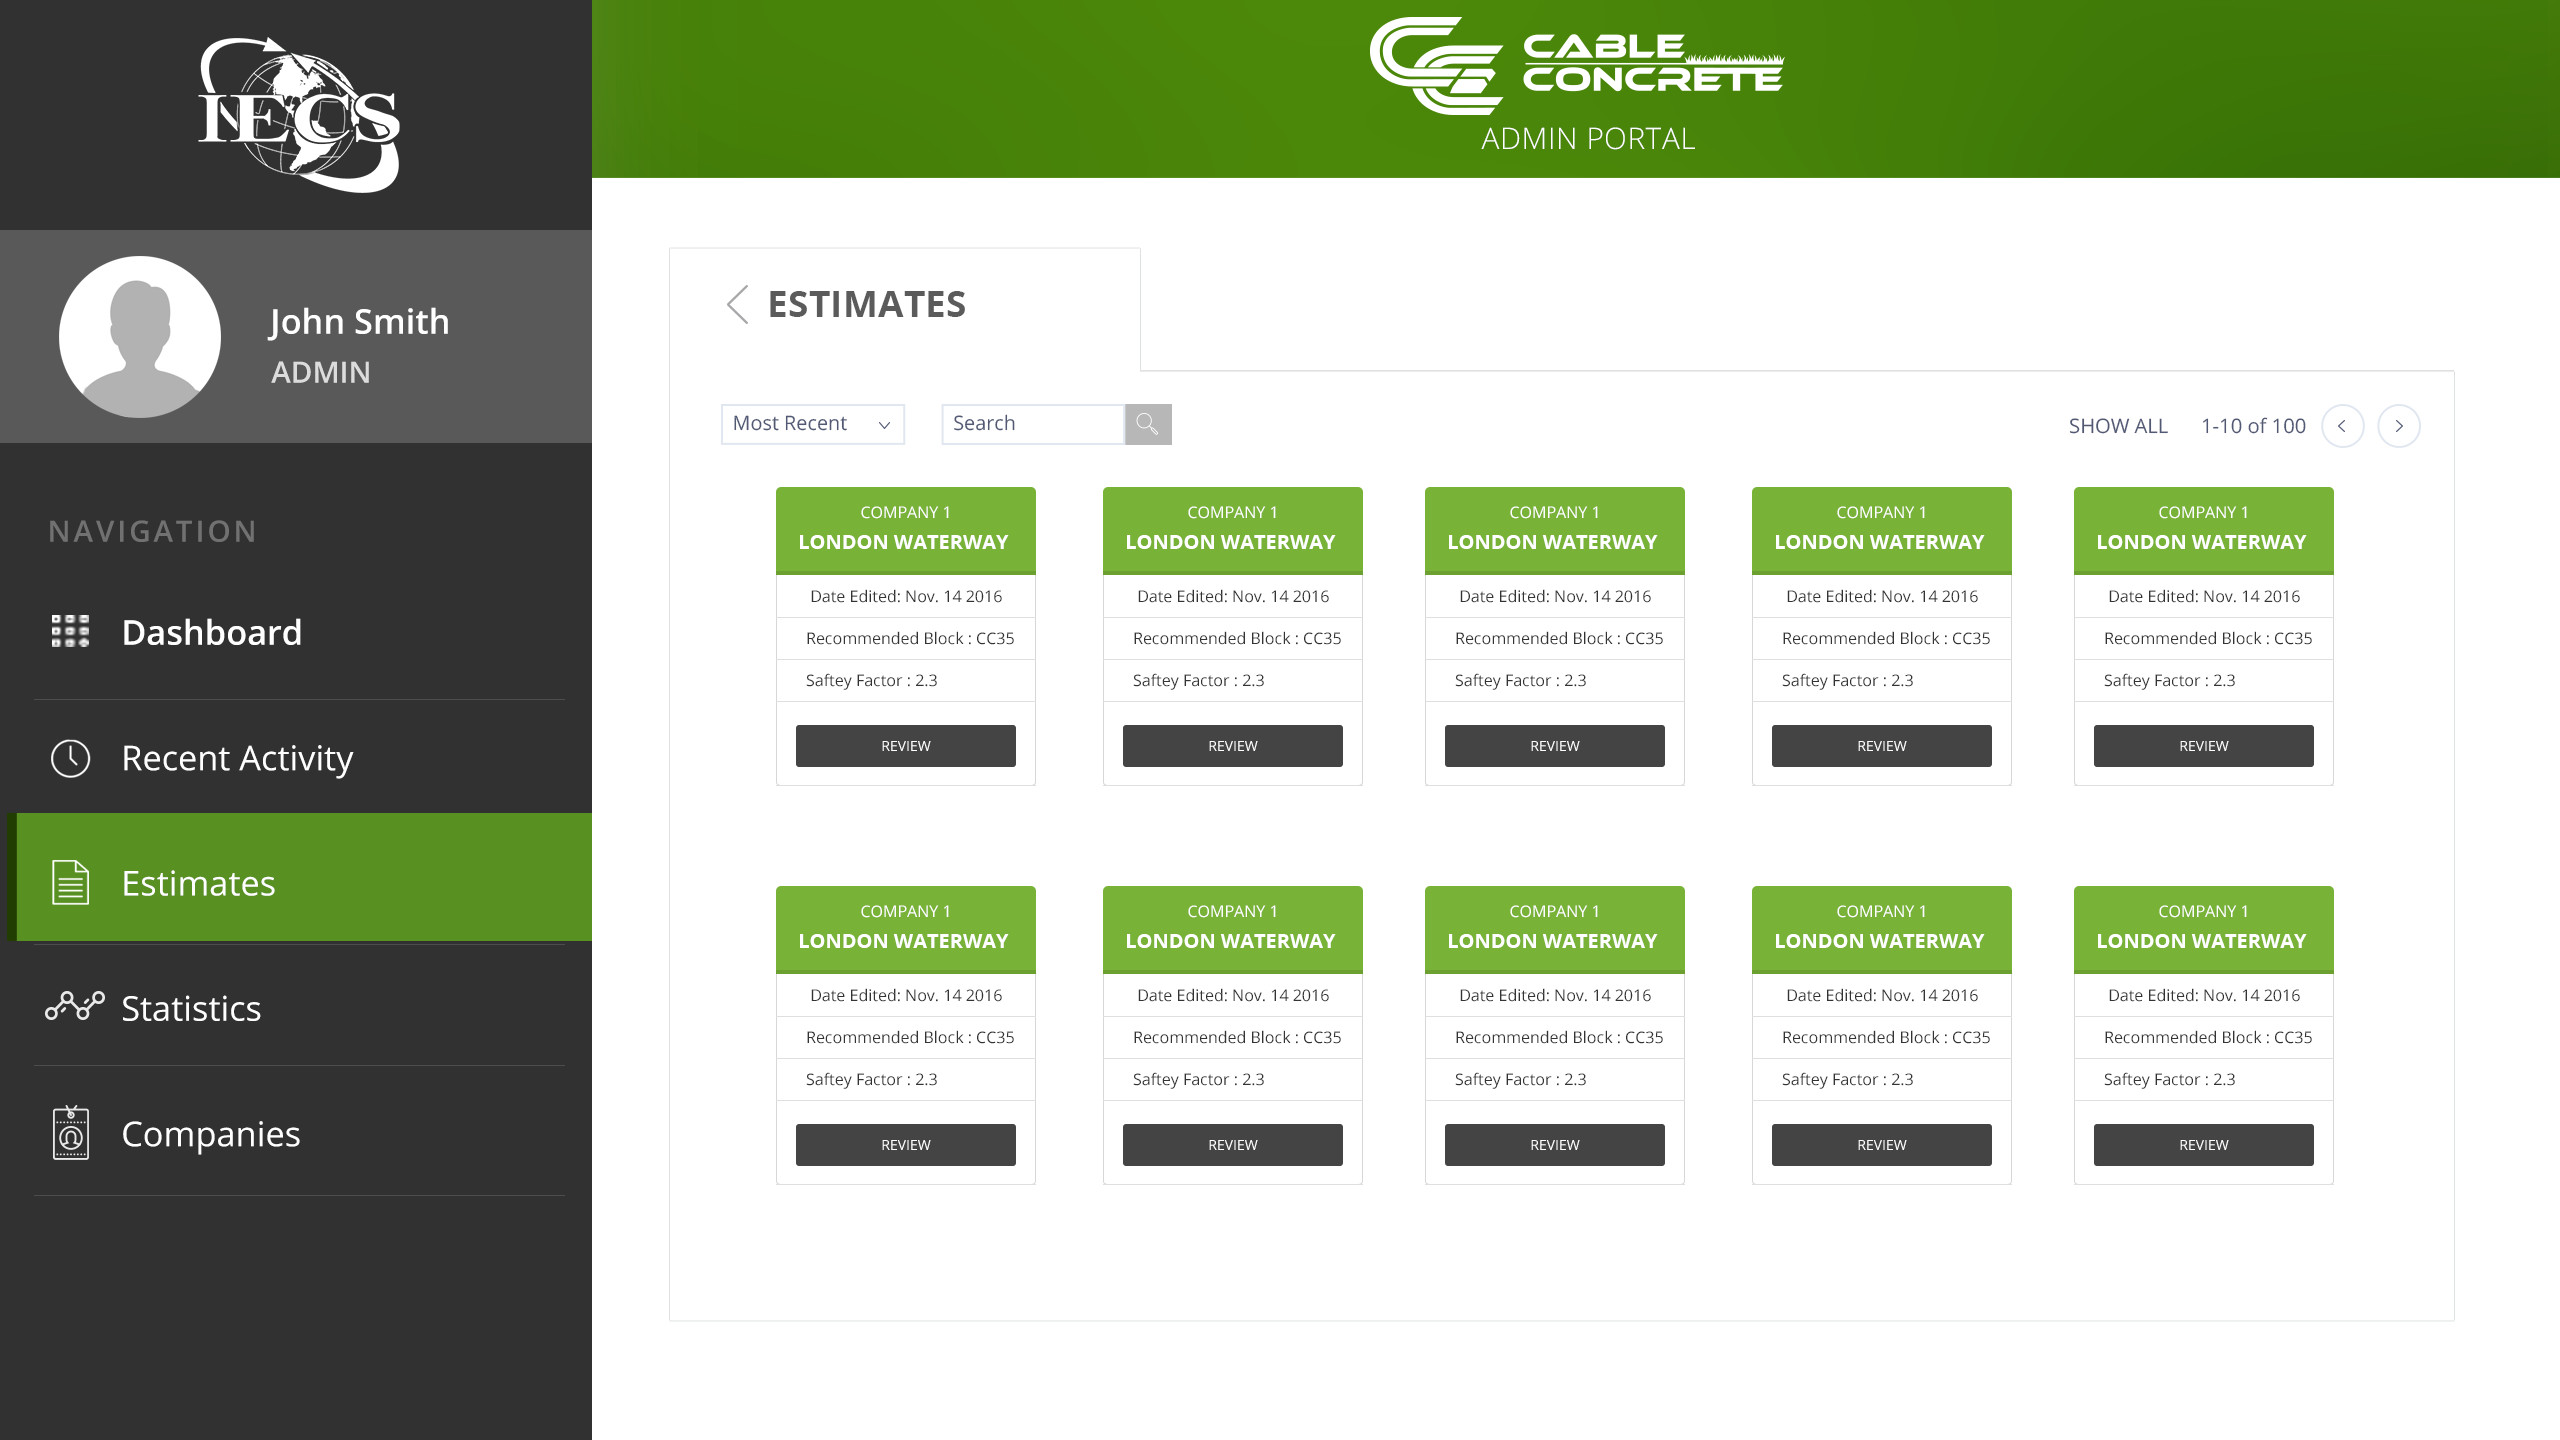 IECS
CABLE
CONCRETE
ADMIN PORTAL
John Smith
ADMIN
NAVIGATION
Dashboard
Recent Activity
Estimates
Statistics
Companies
ESTIMATES
Most Recent
Search
SHOW ALL 1-10 of 100
COMPANY 1
LONDON WATERWAY
Date Edited: Nov. 14 2016
Recommended Block : CC35
Saftey Factor : 2.3
REVIEW
COMPANY 1
LONDON WATERWAY
Date Edited: Nov. 14 2016
Recommended Block : CC35
Saftey Factor : 2.3
REVIEW
COMPANY 1
LONDON WATERWAY
Date Edited: Nov. 14 2016
Recommended Block : CC35
Saftey Factor : 2.3
REVIEW
COMPANY 1
LONDON WATERWAY
Date Edited: Nov. 14 2016
Recommended Block : CC35
Saftey Factor : 2.3
REVIEW
COMPANY 1
LONDON WATERWAY
Date Edited: Nov. 14 2016
Recommended Block : CC35
Saftey Factor : 2.3
REVIEW
COMPANY 1
LONDON WATERWAY
Date Edited: Nov. 14 2016
Recommended Block : CC35
Saftey Factor : 2.3
REVIEW
COMPANY 1
LONDON WATERWAY
Date Edited: Nov. 14 2016
Recommended Block : CC35
Saftey Factor : 2.3
REVIEW
COMPANY 1
LONDON WATERWAY
Date Edited: Nov. 14 2016
Recommended Block : CC35
Saftey Factor : 2.3
REVIEW
COMPANY 1
LONDON WATERWAY
Date Edited: Nov. 14 2016
Recommended Block : CC35
Saftey Factor : 2.3
REVIEW
COMPANY 1
LONDON WATERWAY
Date Edited: Nov. 14 2016
Recommended Block : CC35
Saftey Factor : 2.3
REVIEW